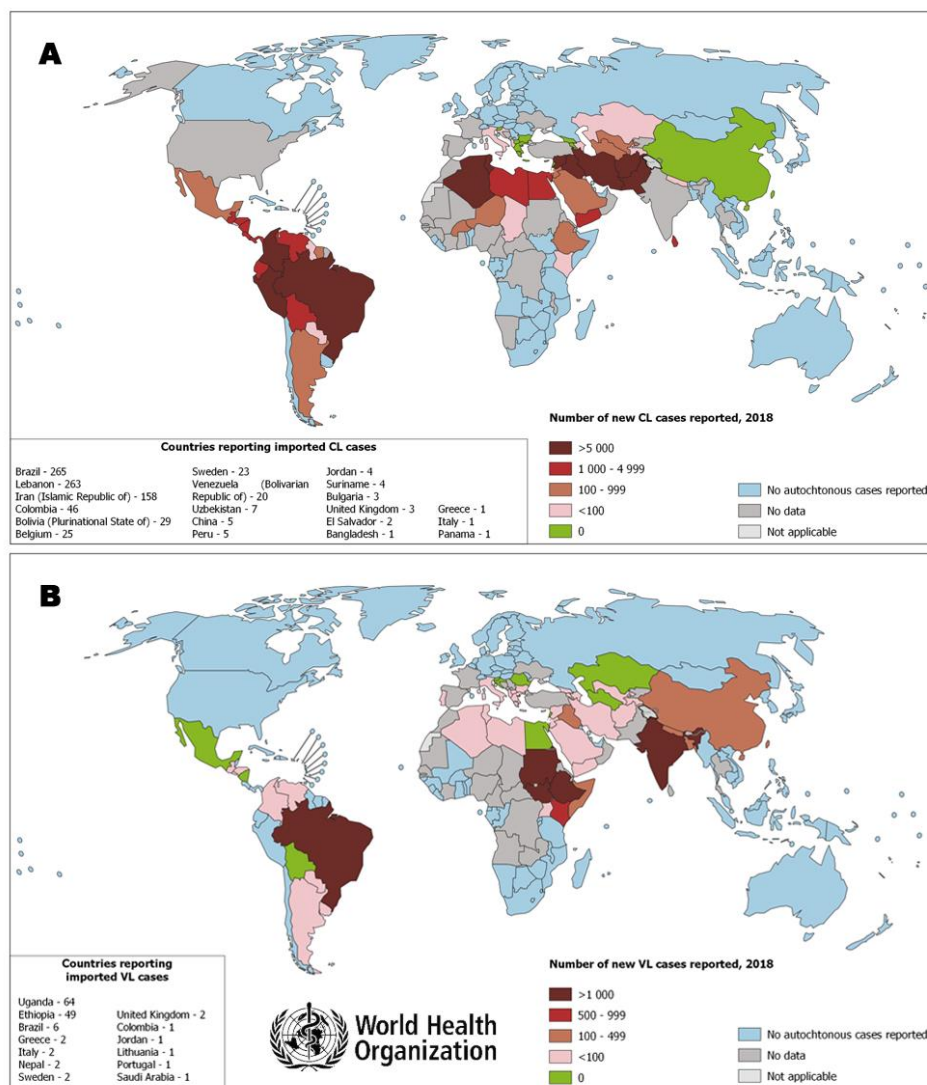 A
Countries reporting imported CL cases
Brazil - 265
Lebanon - 263
Iran (Islamic Republic of) - 158
Colombia - 46
Bolivia (Plurinational State of) - 29
Belgium - 25
Sweden - 23
Venezuela (Bolivarian
Republic of) - 20
Uzbekistan - 7
China - 5
Peru - 5
Jordan - 4
Suriname - 4
Bulgaria - 3
United Kingdom - 3
El Salvador - 2
Bangladesh - 1
Greece - 1
Italy - 1
Panama - 1
Number of new CL cases reported, 2018
>5 000
1 000 - 4 999
100 - 999
<100
0
No autochtonous cases reported
No data
Not applicable
B
Countries reporting
imported VL cases
Uganda - 64
Ethiopia - 49
Brazil - 6
Greece - 2
Italy - 2
Nepal - 2
Sweden - 2
United Kingdom - 2
Colombia - 1
Jordan - 1
Lithuania - 1
Portugal - 1
Saudi Arabia - 1
World Health
Organization
Number of new VL cases reported, 2018
>1 000
500 - 999
100 - 499
<100
0
No autochtonous cases reported
No data
Not applicable